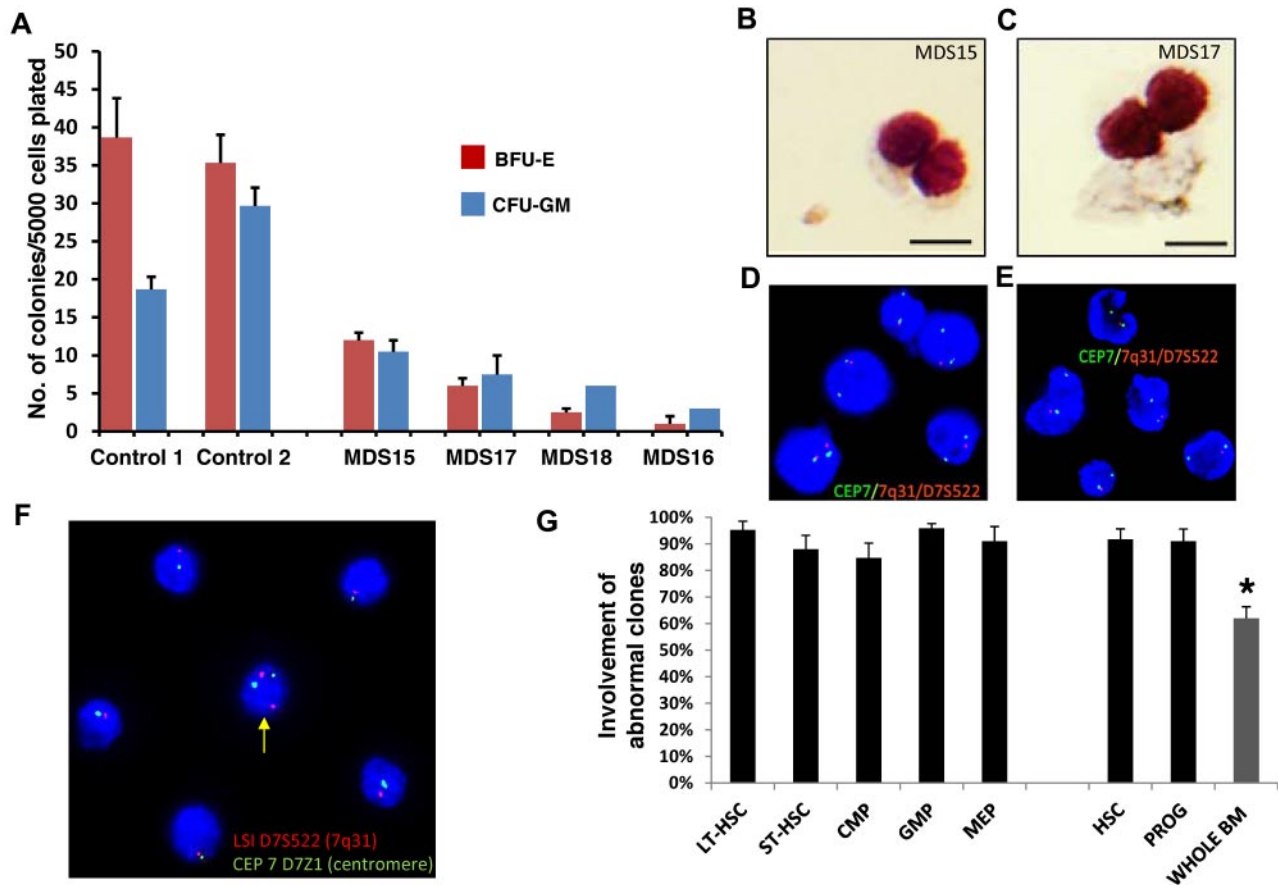 A
No. of colonies/5000 cells plated
50
45
40
35
30
25
20
15
10
5
0
BFU-E
CFU-GM
Control 1 Control 2 MDS15 MDS17 MDS18 MDS16
B
MDS15
C
MDS17
D
CEP7/7q31/D7S522
E
CEP7/7q31/D7S522
F
LSI D7S522 (7q31)
CEP 7 D7Z1 (centromere)
G
Involvement of
abnormal clones
100%
90%
80%
70%
60%
50%
40%
30%
20%
10%
0%
*
LT-HSC
ST-HSC
CMP
GMP
MEP
HSC
PROG
WHOLE BM